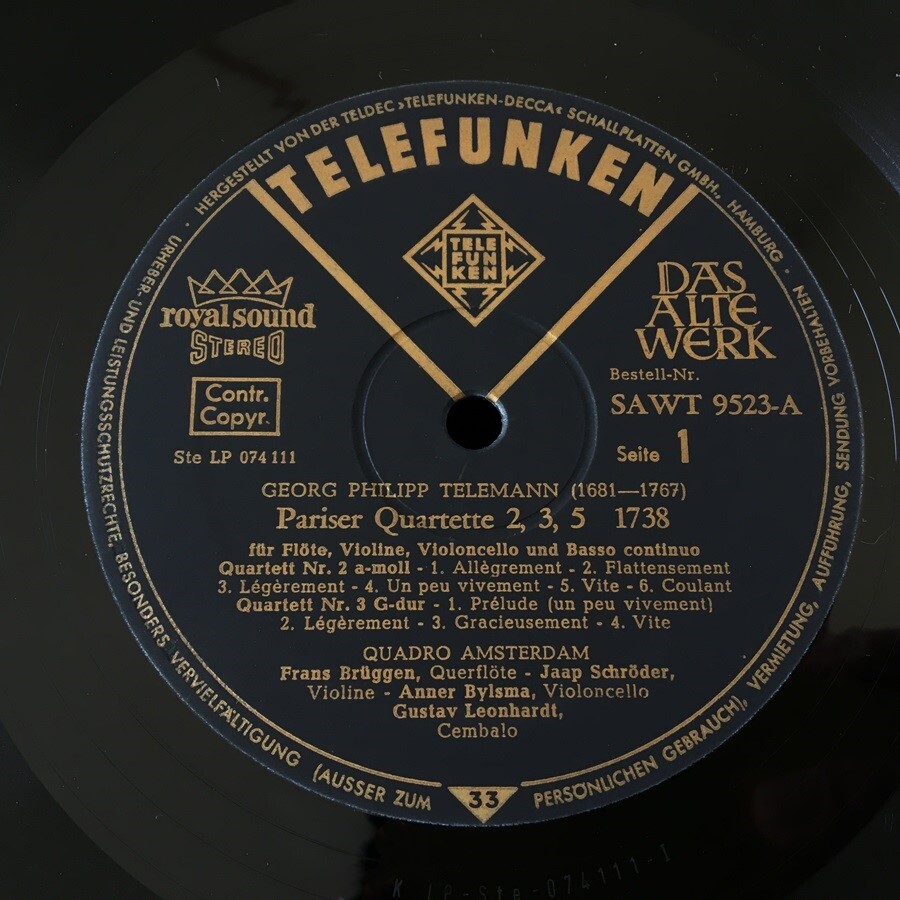 · HERGESTELLT VON DER TELDEC ›TELEFUNKEN-DECCA‹ SCHALLPLATTEN GMBH., HAMBURG ·
URHEBER- UND LEISTUNGSSCHUTZRECHTE, BESONDERS VERVIELFÄLTIGUNG (AUSSER ZUM PERSÖNLICHEN GEBRAUCH), VERMIETUNG, AUFFÜHRUNG, SENDUNG VORBEHALTEN
TELEFUNKEN
TELE
FUN
KEN
royal sound
STEREO
DAS
ALTE
WERK
Contr.
Copyr.
Bestell-Nr.
SAWT 9523-A
Ste LP 074 111
Seite 1
GEORG PHILIPP TELEMANN (1681—1767)
Pariser Quartette 2, 3, 5 1738
für Flöte, Violine, Violoncello und Basso continuo
Quartett Nr. 2 a-moll - 1. Allègrement - 2. Flattensement
3. Légèrement - 4. Un peu vivement - 5. Vite - 6. Coulant
Quartett Nr. 3 G-dur - 1. Prélude (un peu vivement)
2. Légèrement - 3. Gracieusement - 4. Vite
QUADRO AMSTERDAM
Frans Brüggen, Querflöte - Jaap Schröder,
Violine - Anner Bylsma, Violoncello
Gustav Leonhardt,
Cembalo
33
K LP-Ste-074111-1